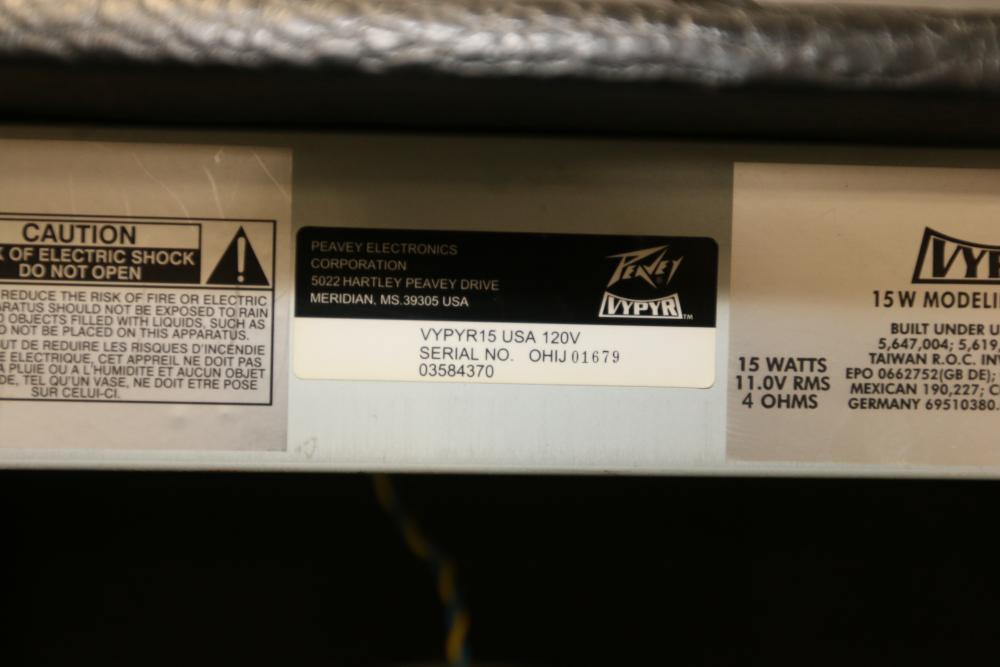 CAUTION
OF ELECTRIC SHOCK
DO NOT OPEN
REDUCE THE RISK OF FIRE OR ELECTRIC
SHOULD NOT BE EXPOSED TO RAIN
OBJECTS FILLED WITH LIQUIDS, SUCH AS
NOT BE PLACED ON THIS APPARATUS.
DE REDUIRE LES RISQUES D'INCENDIE
ELECTRIQUE, CET APPREIL NE DOIT PAS
PLUIE OU A L'HUMIDITE ET AUCUN OBJET
TEL QU'UN VASE, NE DOIT ETRE POSE
SUR CELUI-CI.
PEAVEY ELECTRONICS
CORPORATION
5022 HARTLEY PEAVEY DRIVE
MERIDIAN, MS.39305 USA
PEAVEY
VYPYR™
VYPYR15 USA 120V
SERIAL NO. OHIJ 01679
03584370
15 WATTS
11.0V RMS
4 OHMS
VYP
15W MODELI
BUILT UNDER U
5,647,004; 5,619,
TAIWAN R.O.C. IN
EPO 0662752(GB DE);
MEXICAN 190,227; C
GERMANY 69510380.